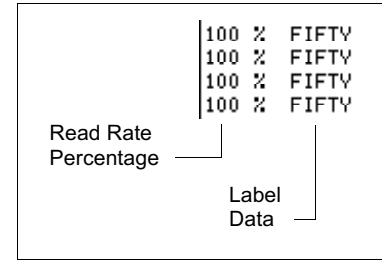 100 % FIFTY
100 % FIFTY
100 % FIFTY
100 % FIFTY
Read Rate
Percentage
Label
Data